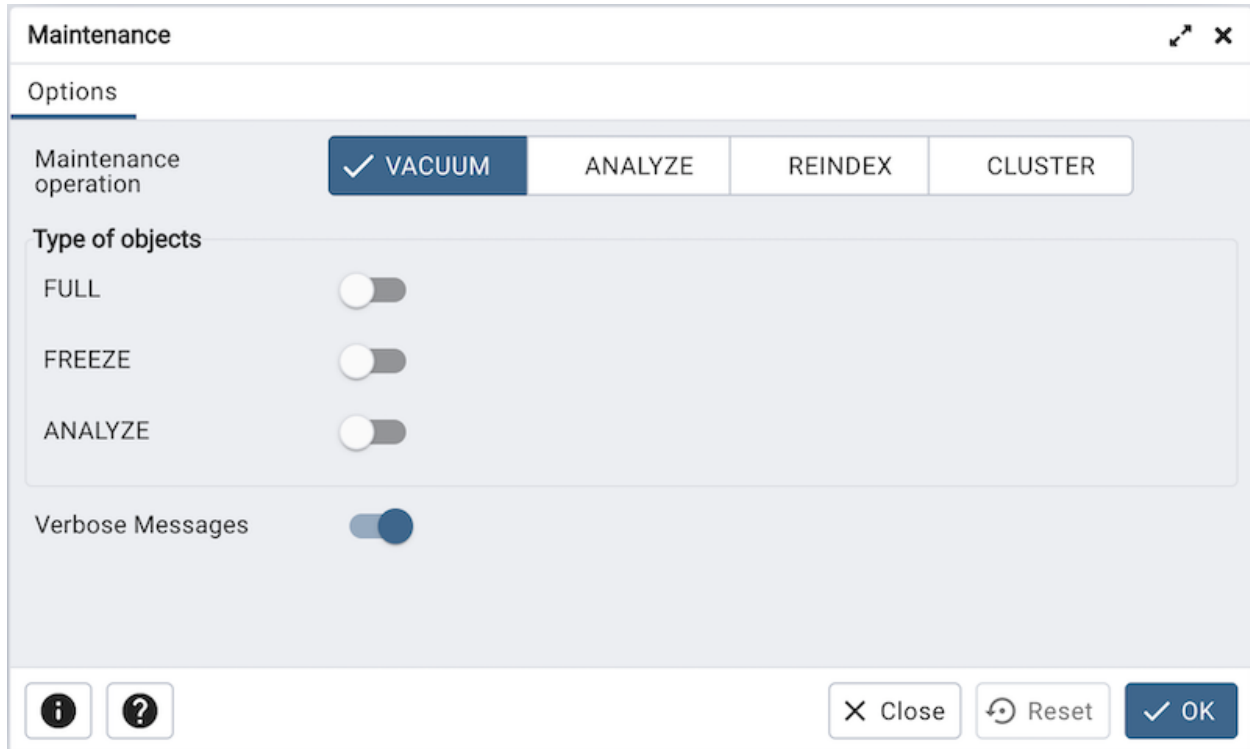 Maintenance
Options
Maintenance
operation
VACUUM ANALYZE REINDEX CLUSTER
Type of objects
FULL
FREEZE
ANALYZE
Verbose Messages
Close Reset OK